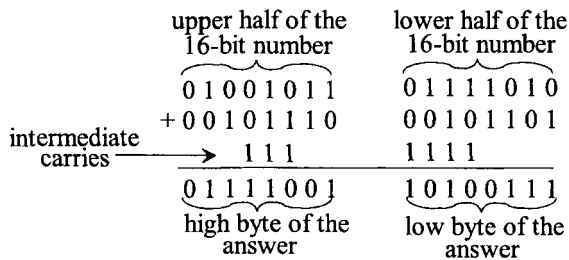 upper half of the
16-bit number
lower half of the
16-bit number
0 1 0 0 1 0 1 1
0 1 1 1 1 0 1 0
+ 0 0 1 0 1 1 1 0
0 0 1 0 1 1 0 1
intermediate
carries
1 1 1
1 1 1 1
0 1 1 1 1 0 0 1
1 0 1 0 0 1 1 1
high byte of the
answer
low byte of the
answer